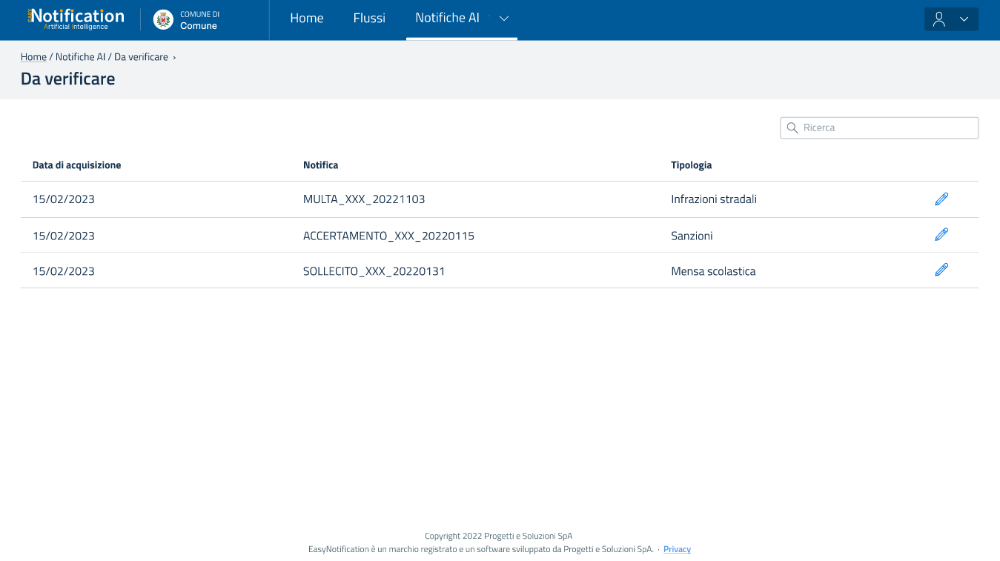 EASY Notification
Artificial Intelligence
COMUNE DI
Comune
Home
Flussi
Notifiche AI
Home / Notifiche AI / Da verificare ›
Da verificare
Ricerca
Data di acquisizione Notifica Tipologia
15/02/2023 MULTA_XXX_20221103 Infrazioni stradali
15/02/2023 ACCERTAMENTO_XXX_20220115 Sanzioni
15/02/2023 SOLLECITO_XXX_20220131 Mensa scolastica
Copyright 2022 Progetti e Soluzioni SpA
EasyNotification è un marchio registrato e un software sviluppato da Progetti e Soluzioni SpA. · Privacy